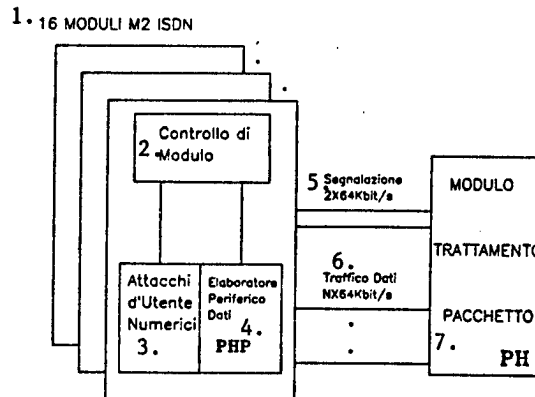 1. 16 MODULI M2 ISDN
2. Controllo di
Modulo
Attacchi
d'Utente
Numerici
3.
Elaboratore
Periferico
Dati 4.
PHP
5. Segnalazione
2X64Kbit/s
6.
Traffico Dati
NX64Kbit/s
MODULO
TRATTAMENTO
PACCHETTO
7. PH